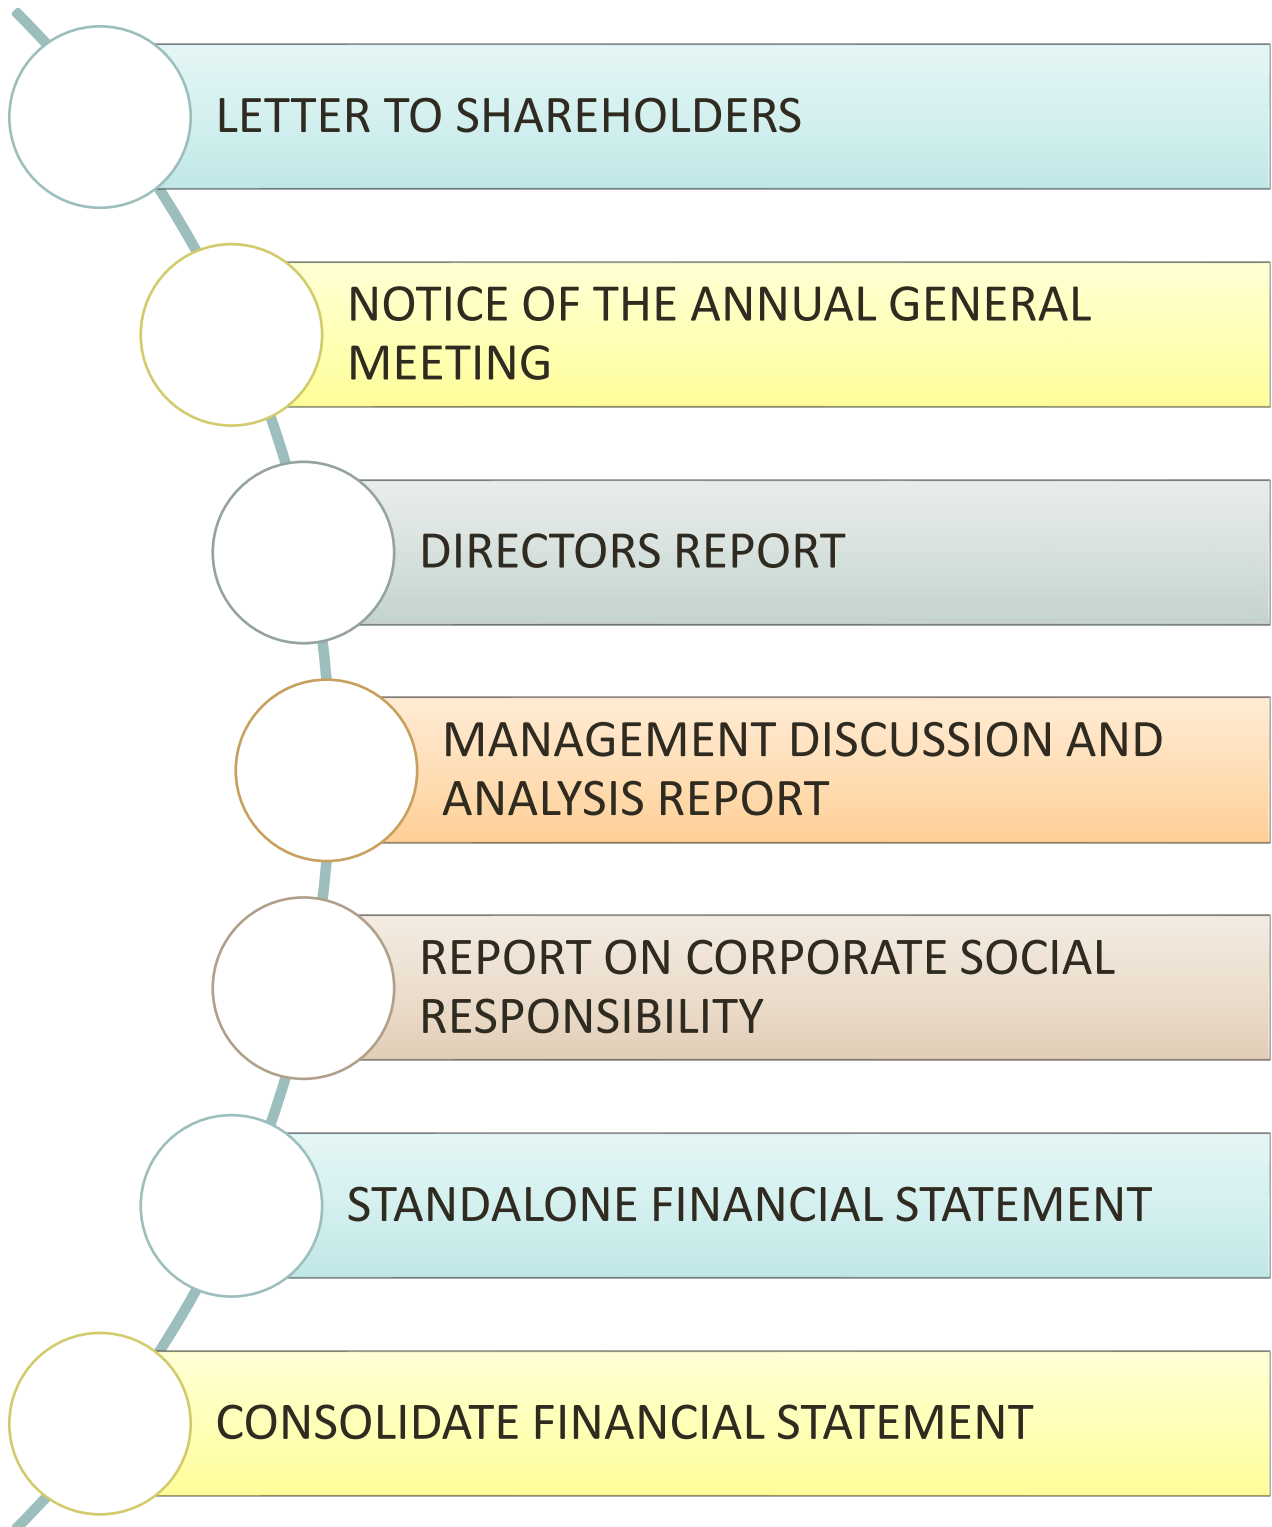 LETTER TO SHAREHOLDERS
NOTICE OF THE ANNUAL GENERAL
MEETING
DIRECTORS REPORT
MANAGEMENT DISCUSSION AND
ANALYSIS REPORT
REPORT ON CORPORATE SOCIAL
RESPONSIBILITY
STANDALONE FINANCIAL STATEMENT
CONSOLIDATE FINANCIAL STATEMENT